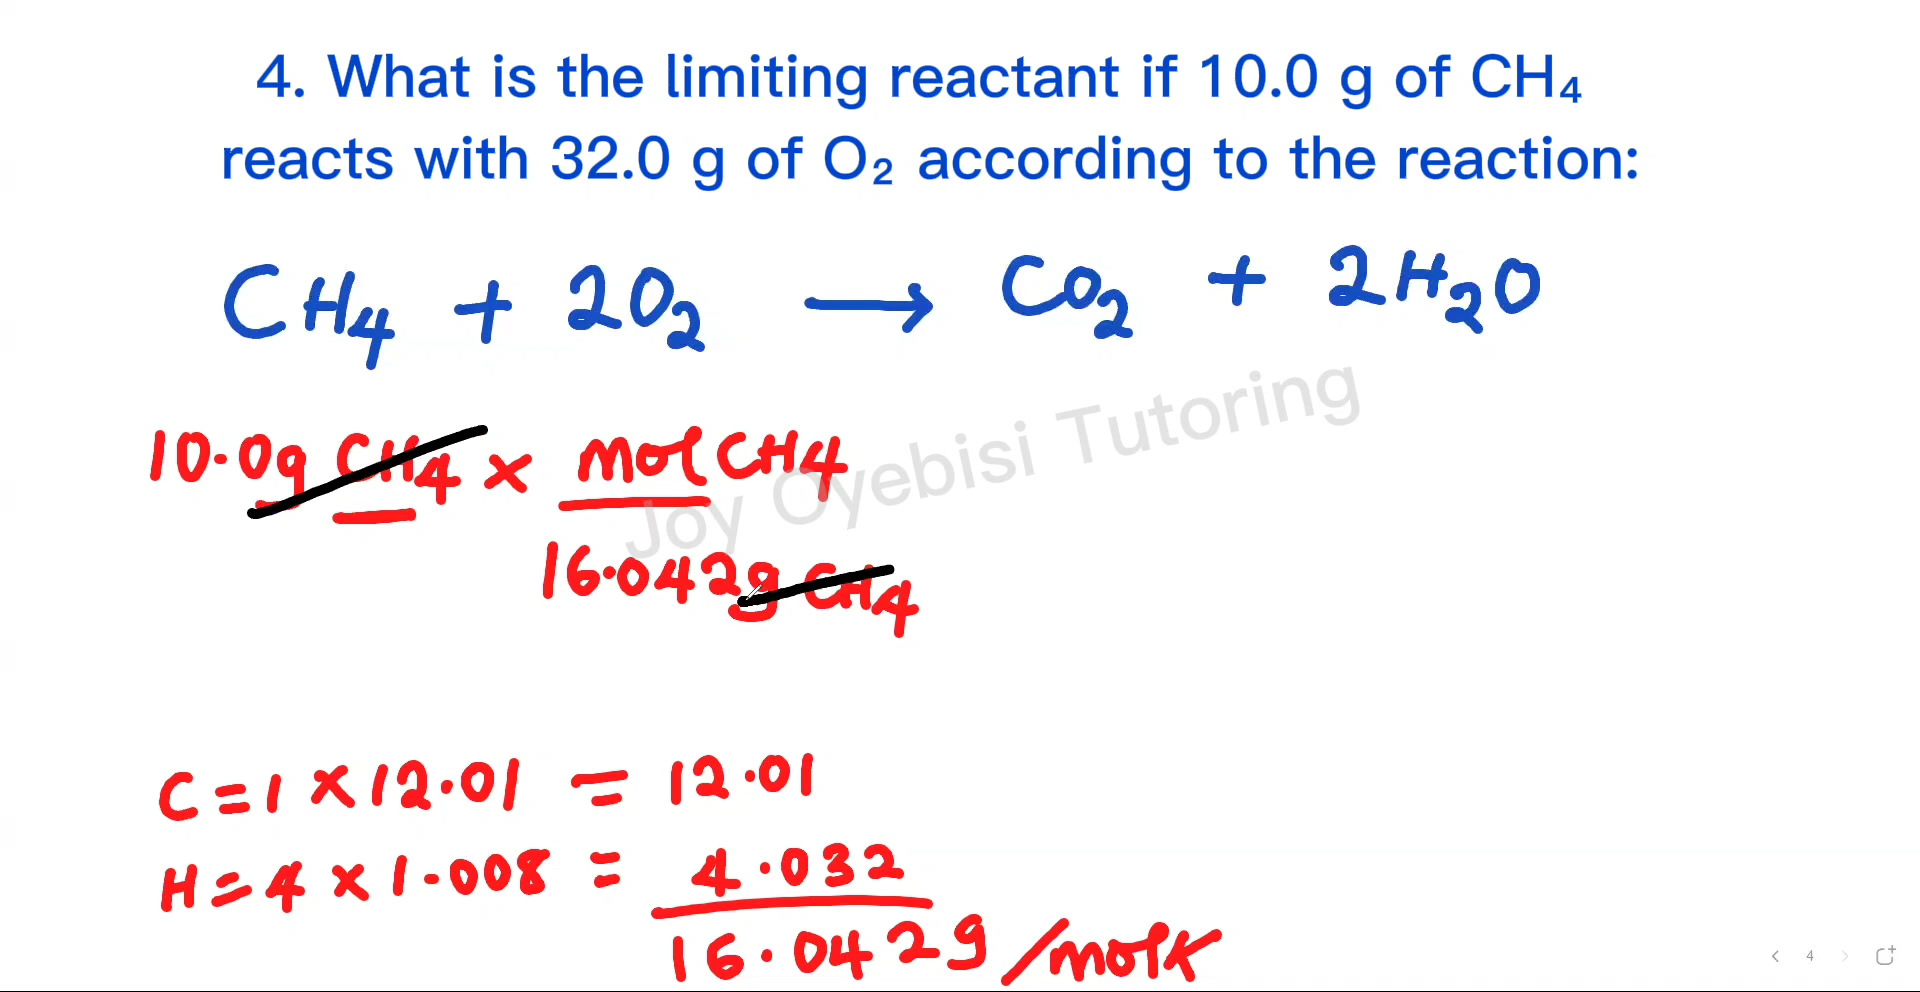 4. What is the limiting reactant if 10.0 g of CH₄
reacts with 32.0 g of O₂ according to the reaction:
CH₄ + 2O₂ → CO₂ + 2H₂O
10.0g CH₄ × mol CH4
16.042g CH4
Joy Oyebisi Tutoring
C = 1 × 12.01 = 12.01
H = 4 × 1.008 = 4.032
16.042g/mol
< 4 >